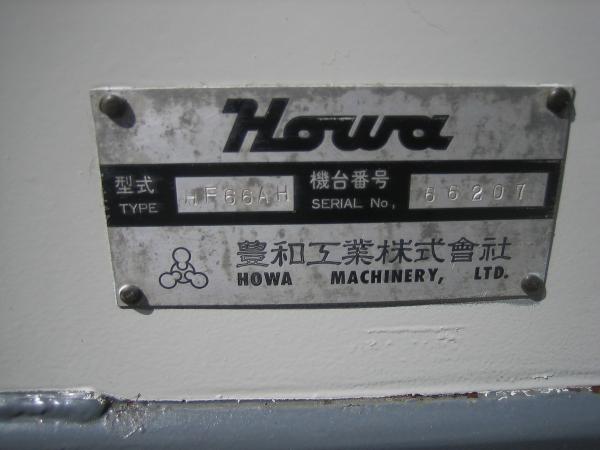 Howa
型式 HF66AH 機台番号 66207
TYPE SERIAL No,
豊和工業株式會社
HOWA MACHINERY, LTD.